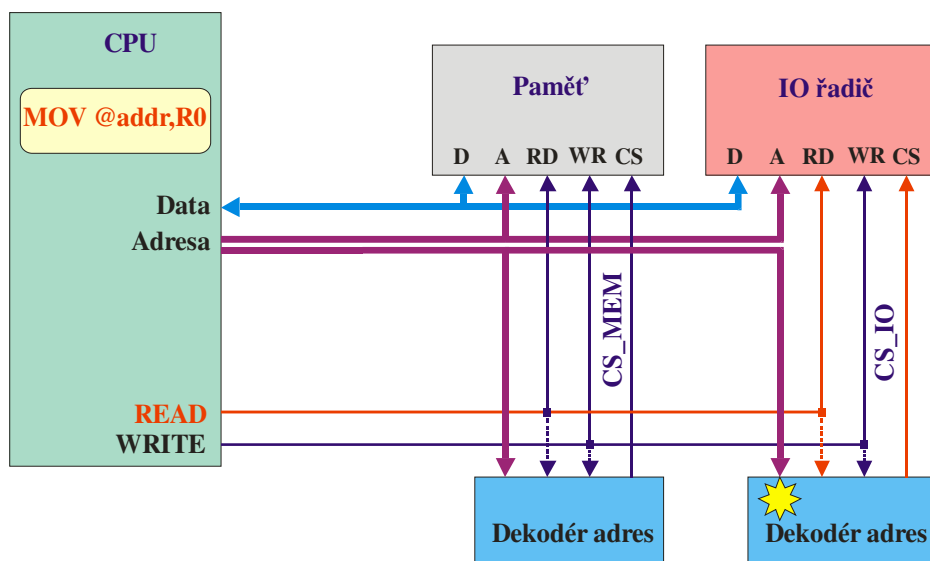 CPU
MOV @addr,R0
Data
Adresa
READ
WRITE
Paměť
D A RD WR CS
IO řadič
D A RD WR CS
CS_MEM
CS_IO
Dekodér adres
Dekodér adres